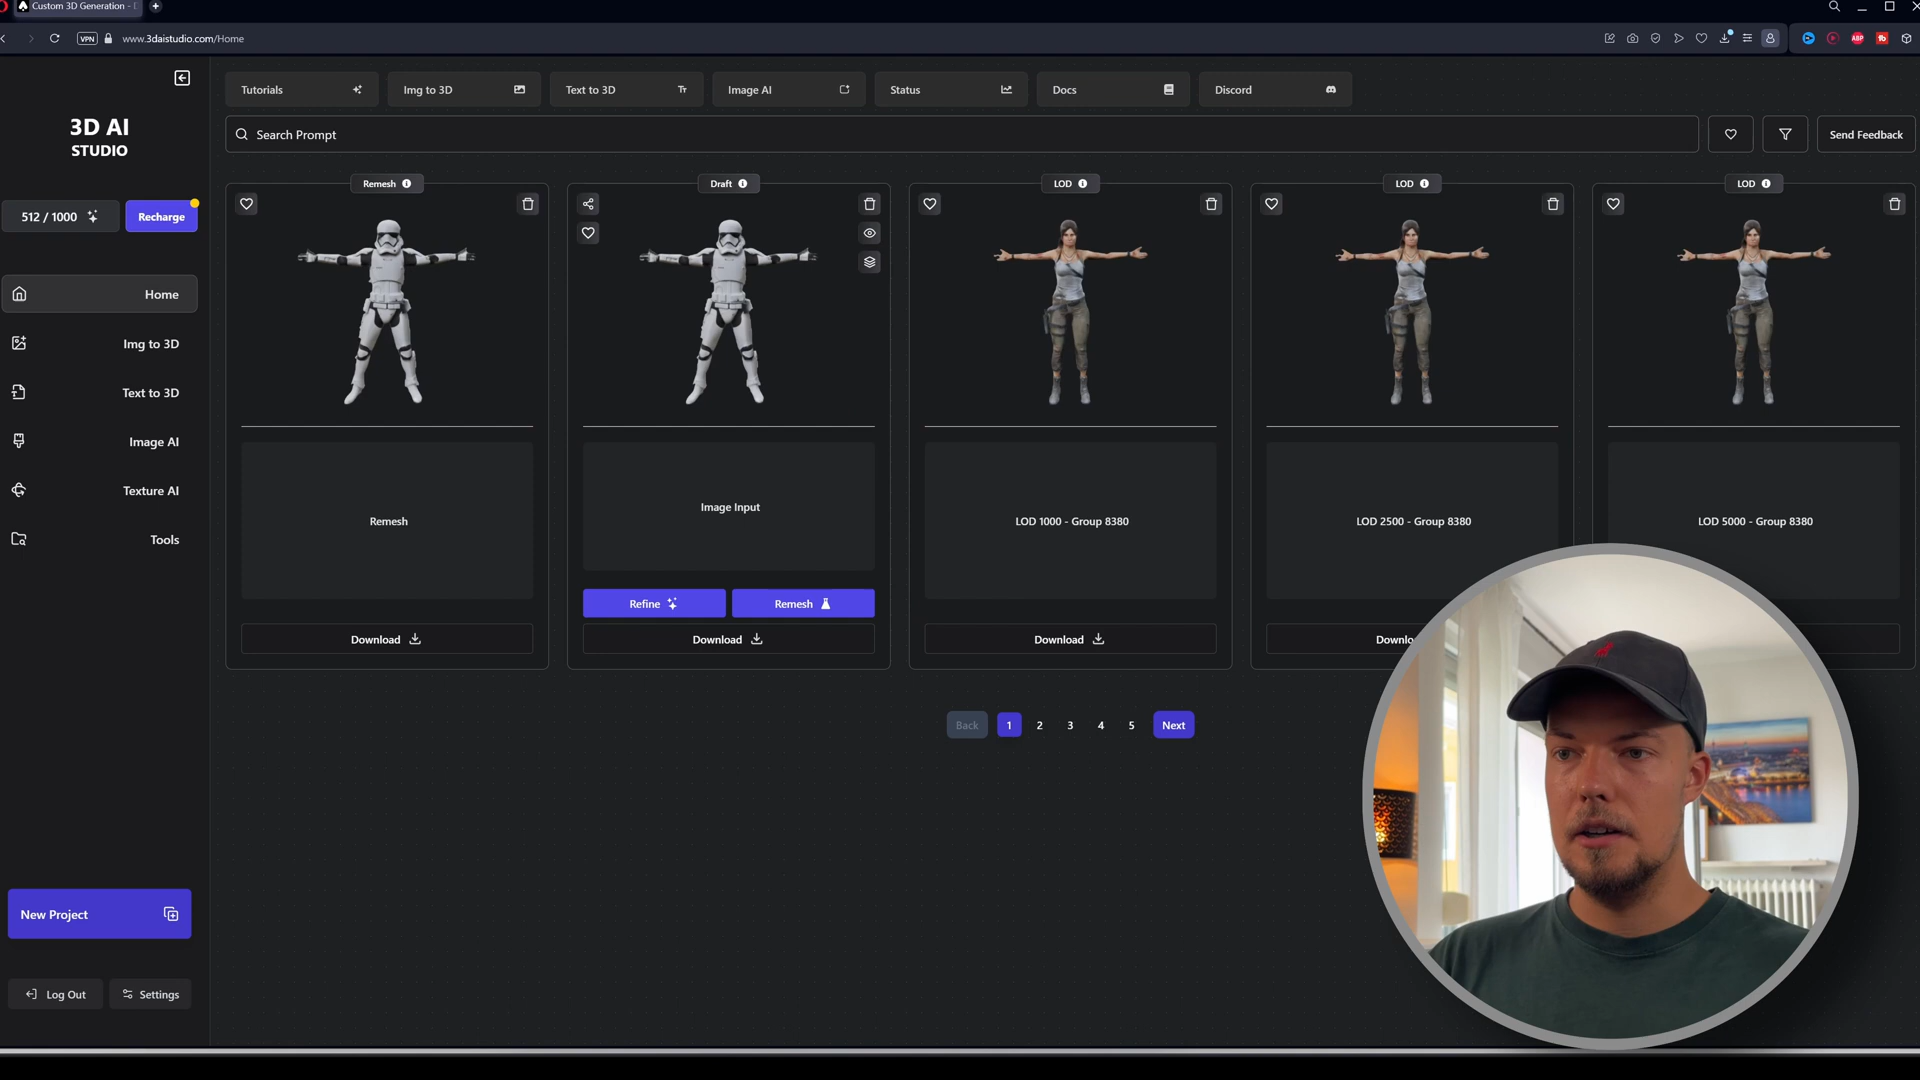 Custom 3D Generation - D
VPN www.3daistudio.com/Home
ABP
Tutorials
Img to 3D
Text to 3D
Image AI
Status
Docs
Discord
3D AI
STUDIO
Search Prompt
Send Feedback
512 / 1000
Recharge
Home
Img to 3D
Text to 3D
Image AI
Texture AI
Tools
New Project
Log Out
Settings
Remesh
Remesh
Download
Draft
Image Input
Refine
Remesh
Download
LOD
LOD 1000 - Group 8380
Download
LOD
LOD 2500 - Group 8380
Downlo
LOD
LOD 5000 - Group 8380
Back 1 2 3 4 5 Next